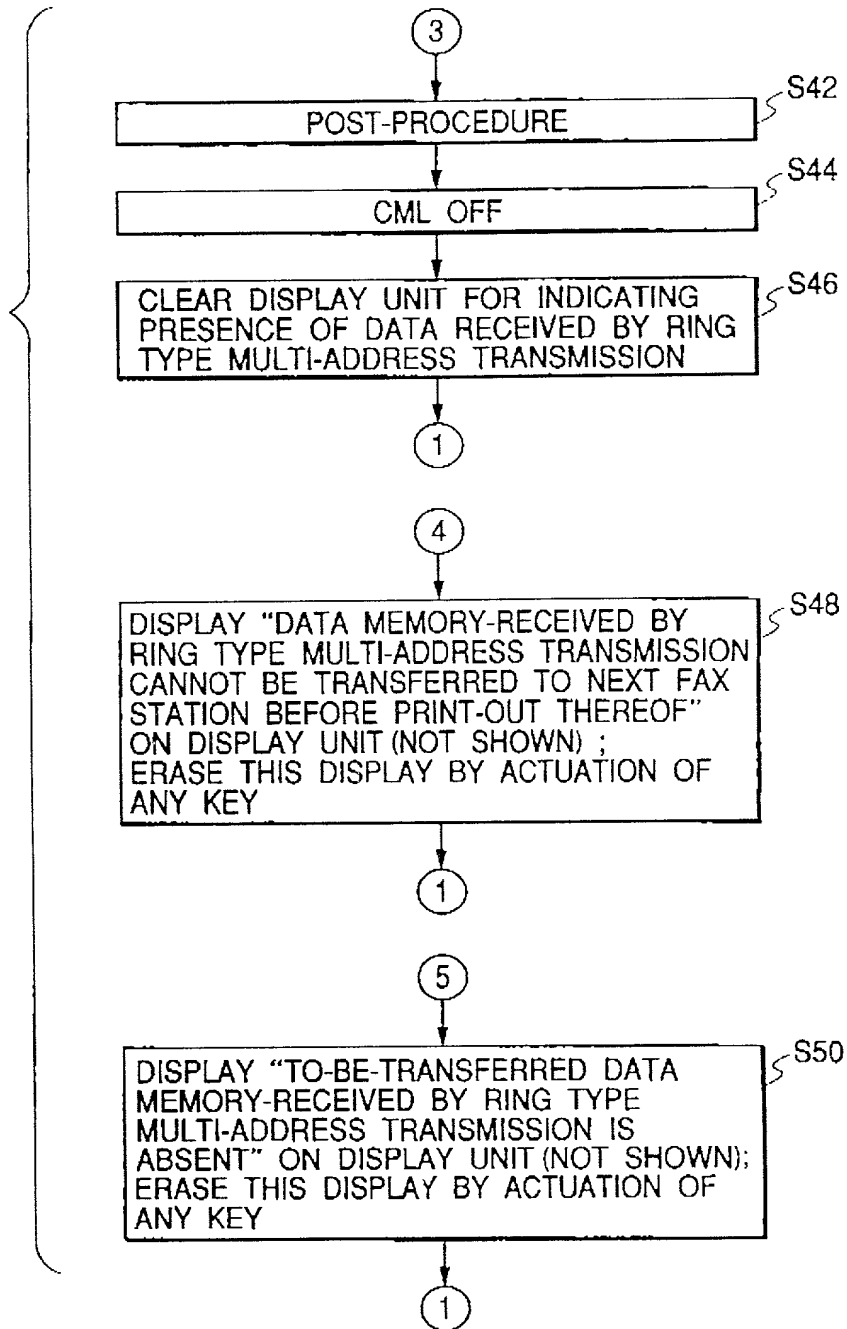 3
S42
POST-PROCEDURE
S44
CML OFF
S46
CLEAR DISPLAY UNIT FOR INDICATING
PRESENCE OF DATA RECEIVED BY RING
TYPE MULTI-ADDRESS TRANSMISSION
1
4
S48
DISPLAY “DATA MEMORY-RECEIVED BY
RING TYPE MULTI-ADDRESS TRANSMISSION
CANNOT BE TRANSFERRED TO NEXT FAX
STATION BEFORE PRINT-OUT THEREOF”
ON DISPLAY UNIT (NOT SHOWN) ;
ERASE THIS DISPLAY BY ACTUATION OF
ANY KEY
1
5
S50
DISPLAY “TO-BE-TRANSFERRED DATA
MEMORY-RECEIVED BY RING TYPE
MULTI-ADDRESS TRANSMISSION IS
ABSENT” ON DISPLAY UNIT (NOT SHOWN);
ERASE THIS DISPLAY BY ACTUATION OF
ANY KEY
1